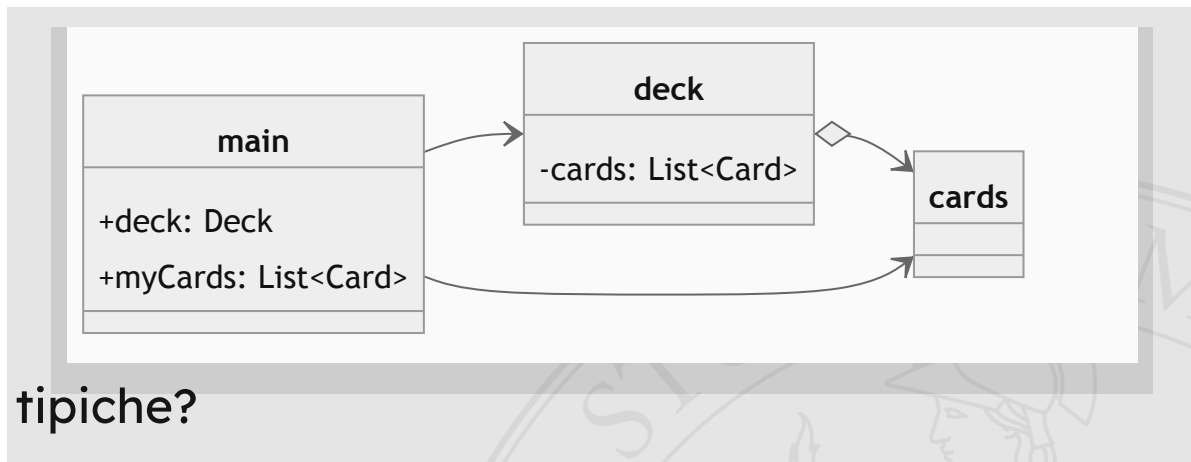 main
+deck: Deck
+myCards: List<Card>
deck
-cards: List<Card>
cards
tipiche?